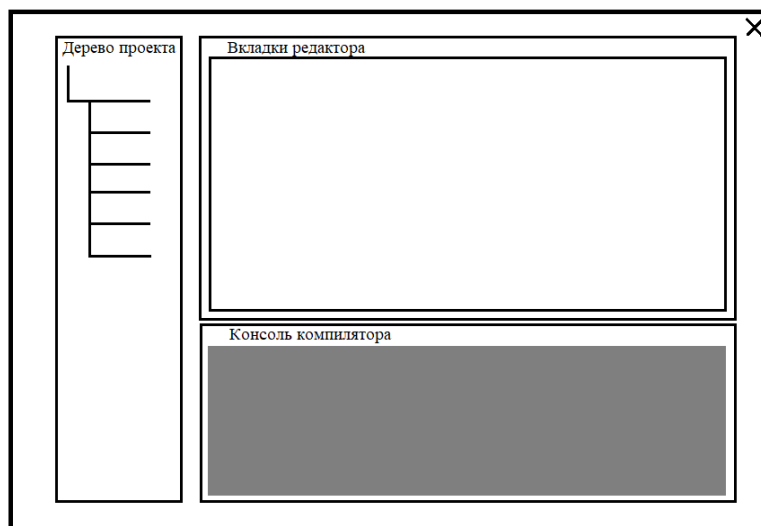 Дерево проекта
Вкладки редактора
Консоль компилятора